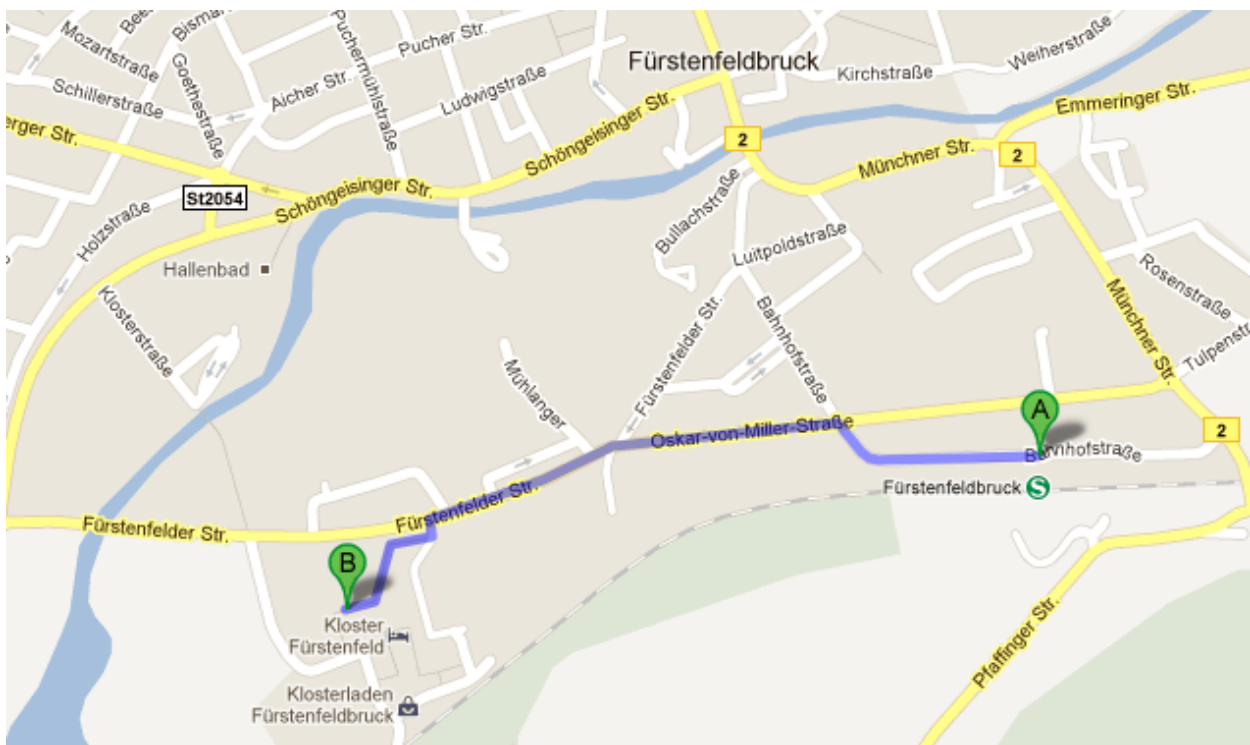 Mozartstraße
Schillerstraße
Goethestraße
Aicher Str.
Puchermühlstraße
Pucher Str.
Ludwigstraße
Fürstenfeldbruck
Kirchstraße
Weiherstraße
Emmeringer Str.
erger Str.
Schöngeisinger Str.
2
Münchner Str.
2
St2054
Schöngeisinger Str.
Holzstraße
Hallenbad
Bullachstraße
Luitpoldstraße
Rosenstraße
Klosterstraße
Fürstenfelder Str.
Bahnhofstraße
Münchner Str.
Tulpenstr
Mühlanger
Oskar-von-Miller-Straße
A
2
Bahnhofstraße
Fürstenfeldbruck
S
Fürstenfelder Str.
Fürstenfelder Str.
B
Kloster
Fürstenfeld
Klosterladen
Fürstenfeldbruck
Pfaffinger Str.